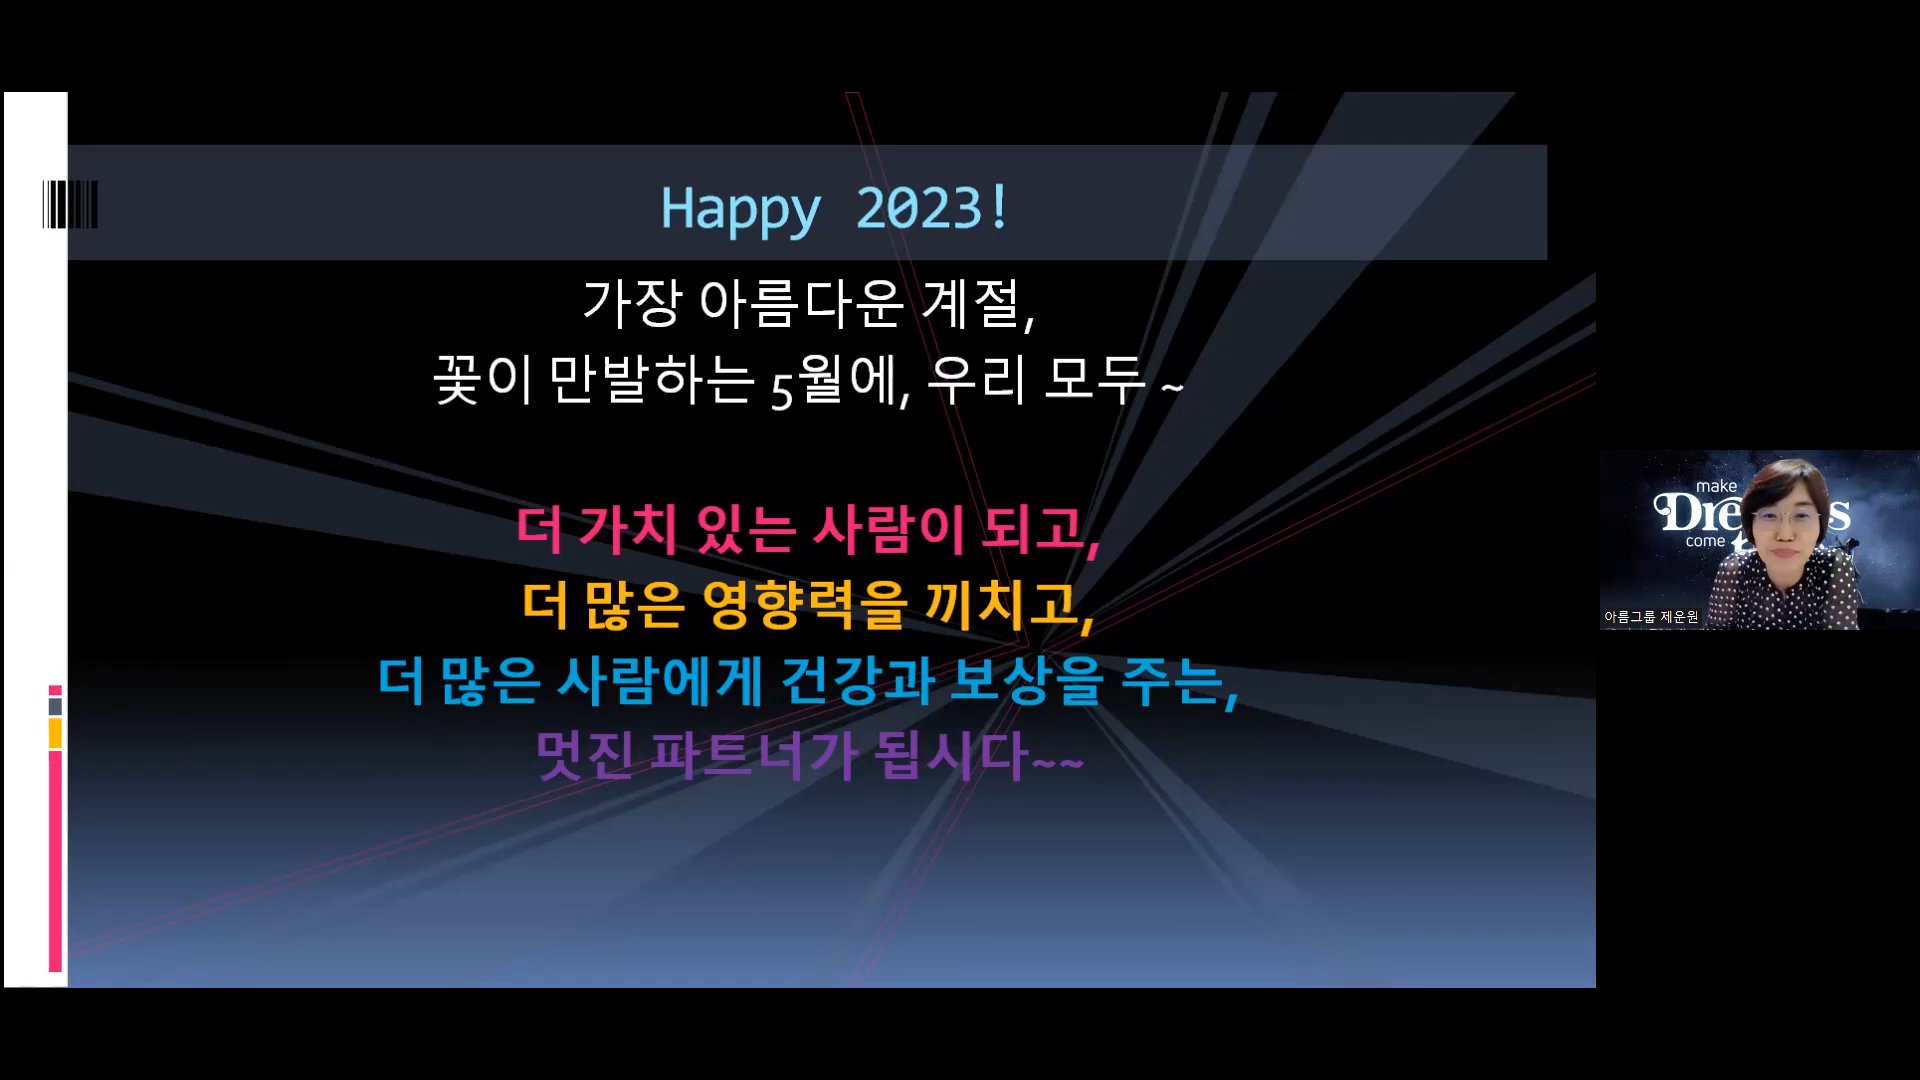 Happy 2023!
가장 아름다운 계절,
꽃이 만발하는 5월에, 우리 모두 ~
더 가치 있는 사람이 되고,
더 많은 영향력을 끼치고,
더 많은 사람에게 건강과 보상을 주는,
멋진 파트너가 됩시다~~
make
come
아름그룹 제운원